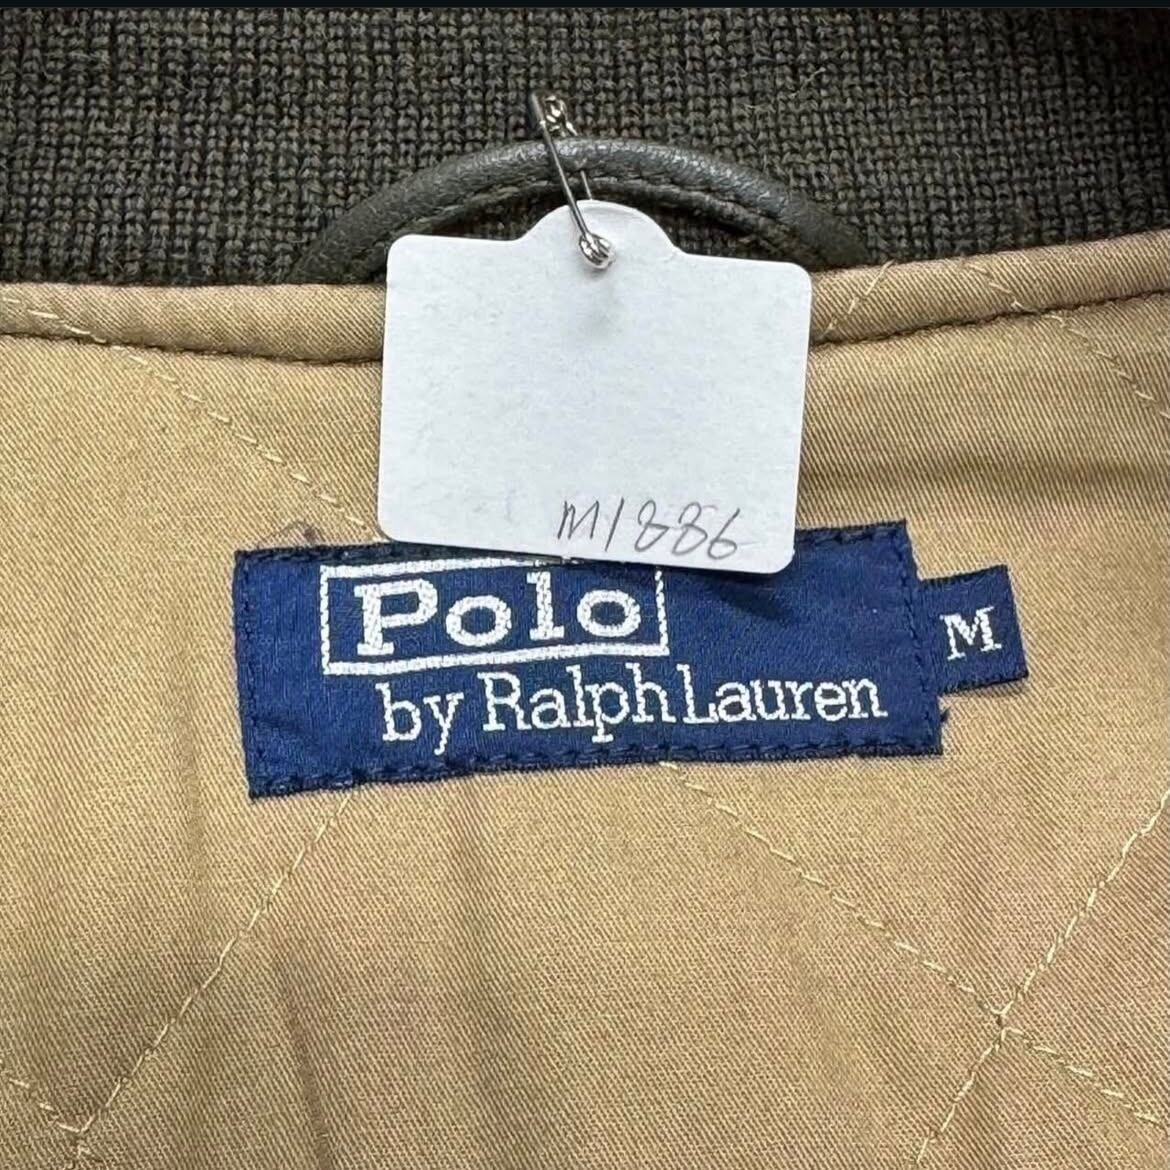 M1886
Polo
by Ralph Lauren
M